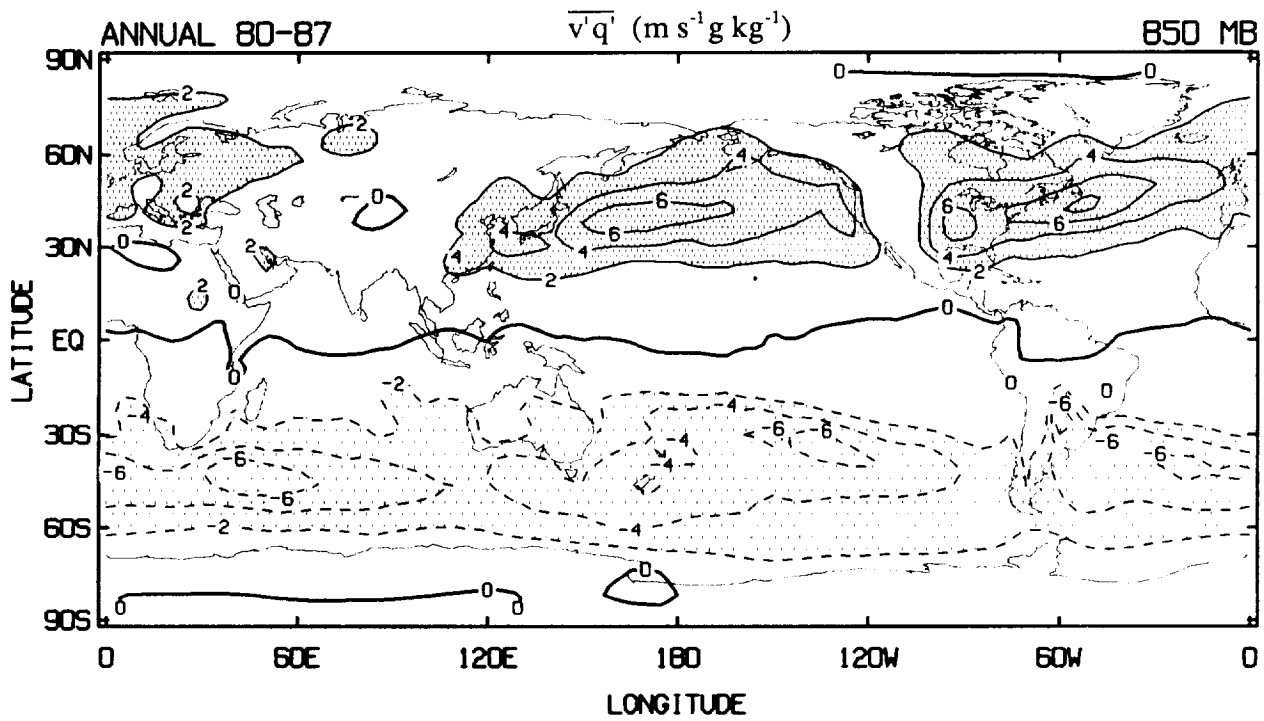 ANNUAL 80-87 v'q' (m s⁻¹g kg⁻¹) 850 MB
90N
60N
30N
EQ
30S
60S
90S
LATITUDE
0 60E 120E 180 120W 60W 0
LONGITUDE
0 0
2 2 4 4
2 6 6 6
0 2 0 4 6 4 6
2 4 2 4 2
2 0 0
0 0 0
-2 -6
-4 -4 -6 -6 -6
-6 6 -4 -4 -6
-6
-2 -4
0 0 0
0 0